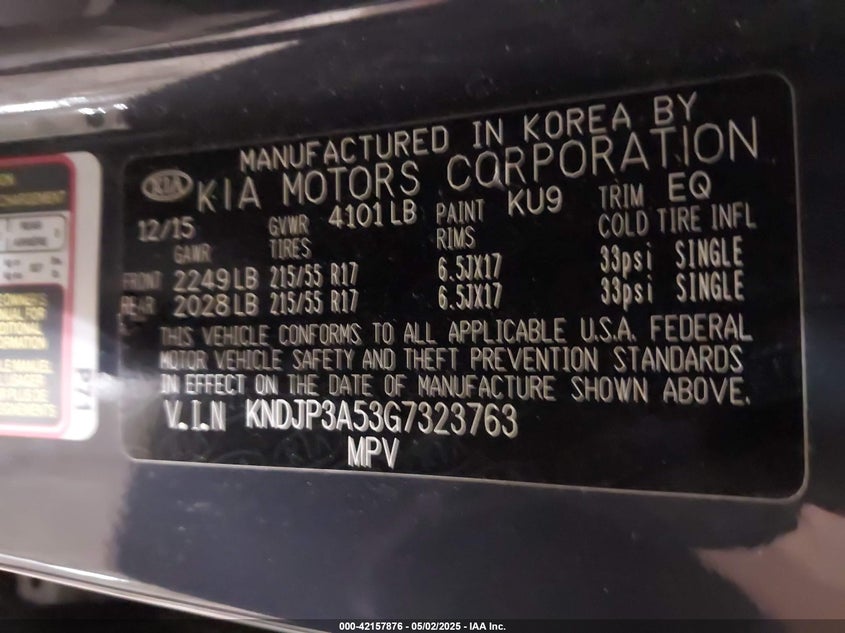 MANUFACTURED IN KOREA BY
KIA KIA MOTORS CORPORATION
12/15 GVWR 4101 LB PAINT KU9 TRIM EQ
GAWR TIRES RIMS COLD TIRE INFL
FRONT 2249 LB 215/55 R17 6.5JX17 33psi SINGLE
REAR 2028 LB 215/55 R17 6.5JX17 33psi SINGLE
THIS VEHICLE CONFORMS TO ALL APPLICABLE U.S.A. FEDERAL
MOTOR VEHICLE SAFETY AND THEFT PREVENTION STANDARDS
IN EFFECT ON THE DATE OF MANUFACTURE SHOWN ABOVE.
V.I.N KNDJP3A53G7323763
MPV
P71
000-42157876 - 05/02/2025 - IAA Inc.